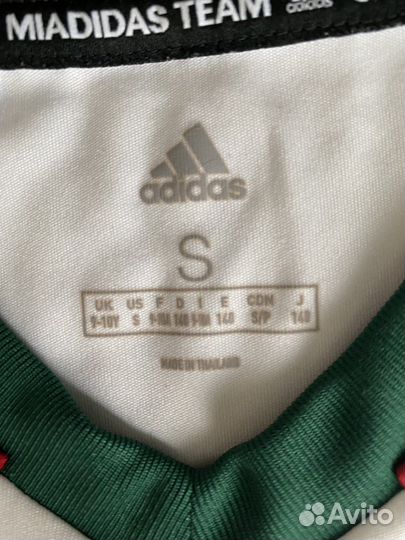 MIADIDAS TEAM adidas
adidas
S
UK US F D I E CDN J
9-10Y S 9-10A 140 9-10A 140 S/P 140
MADE IN THAILAND
Avito